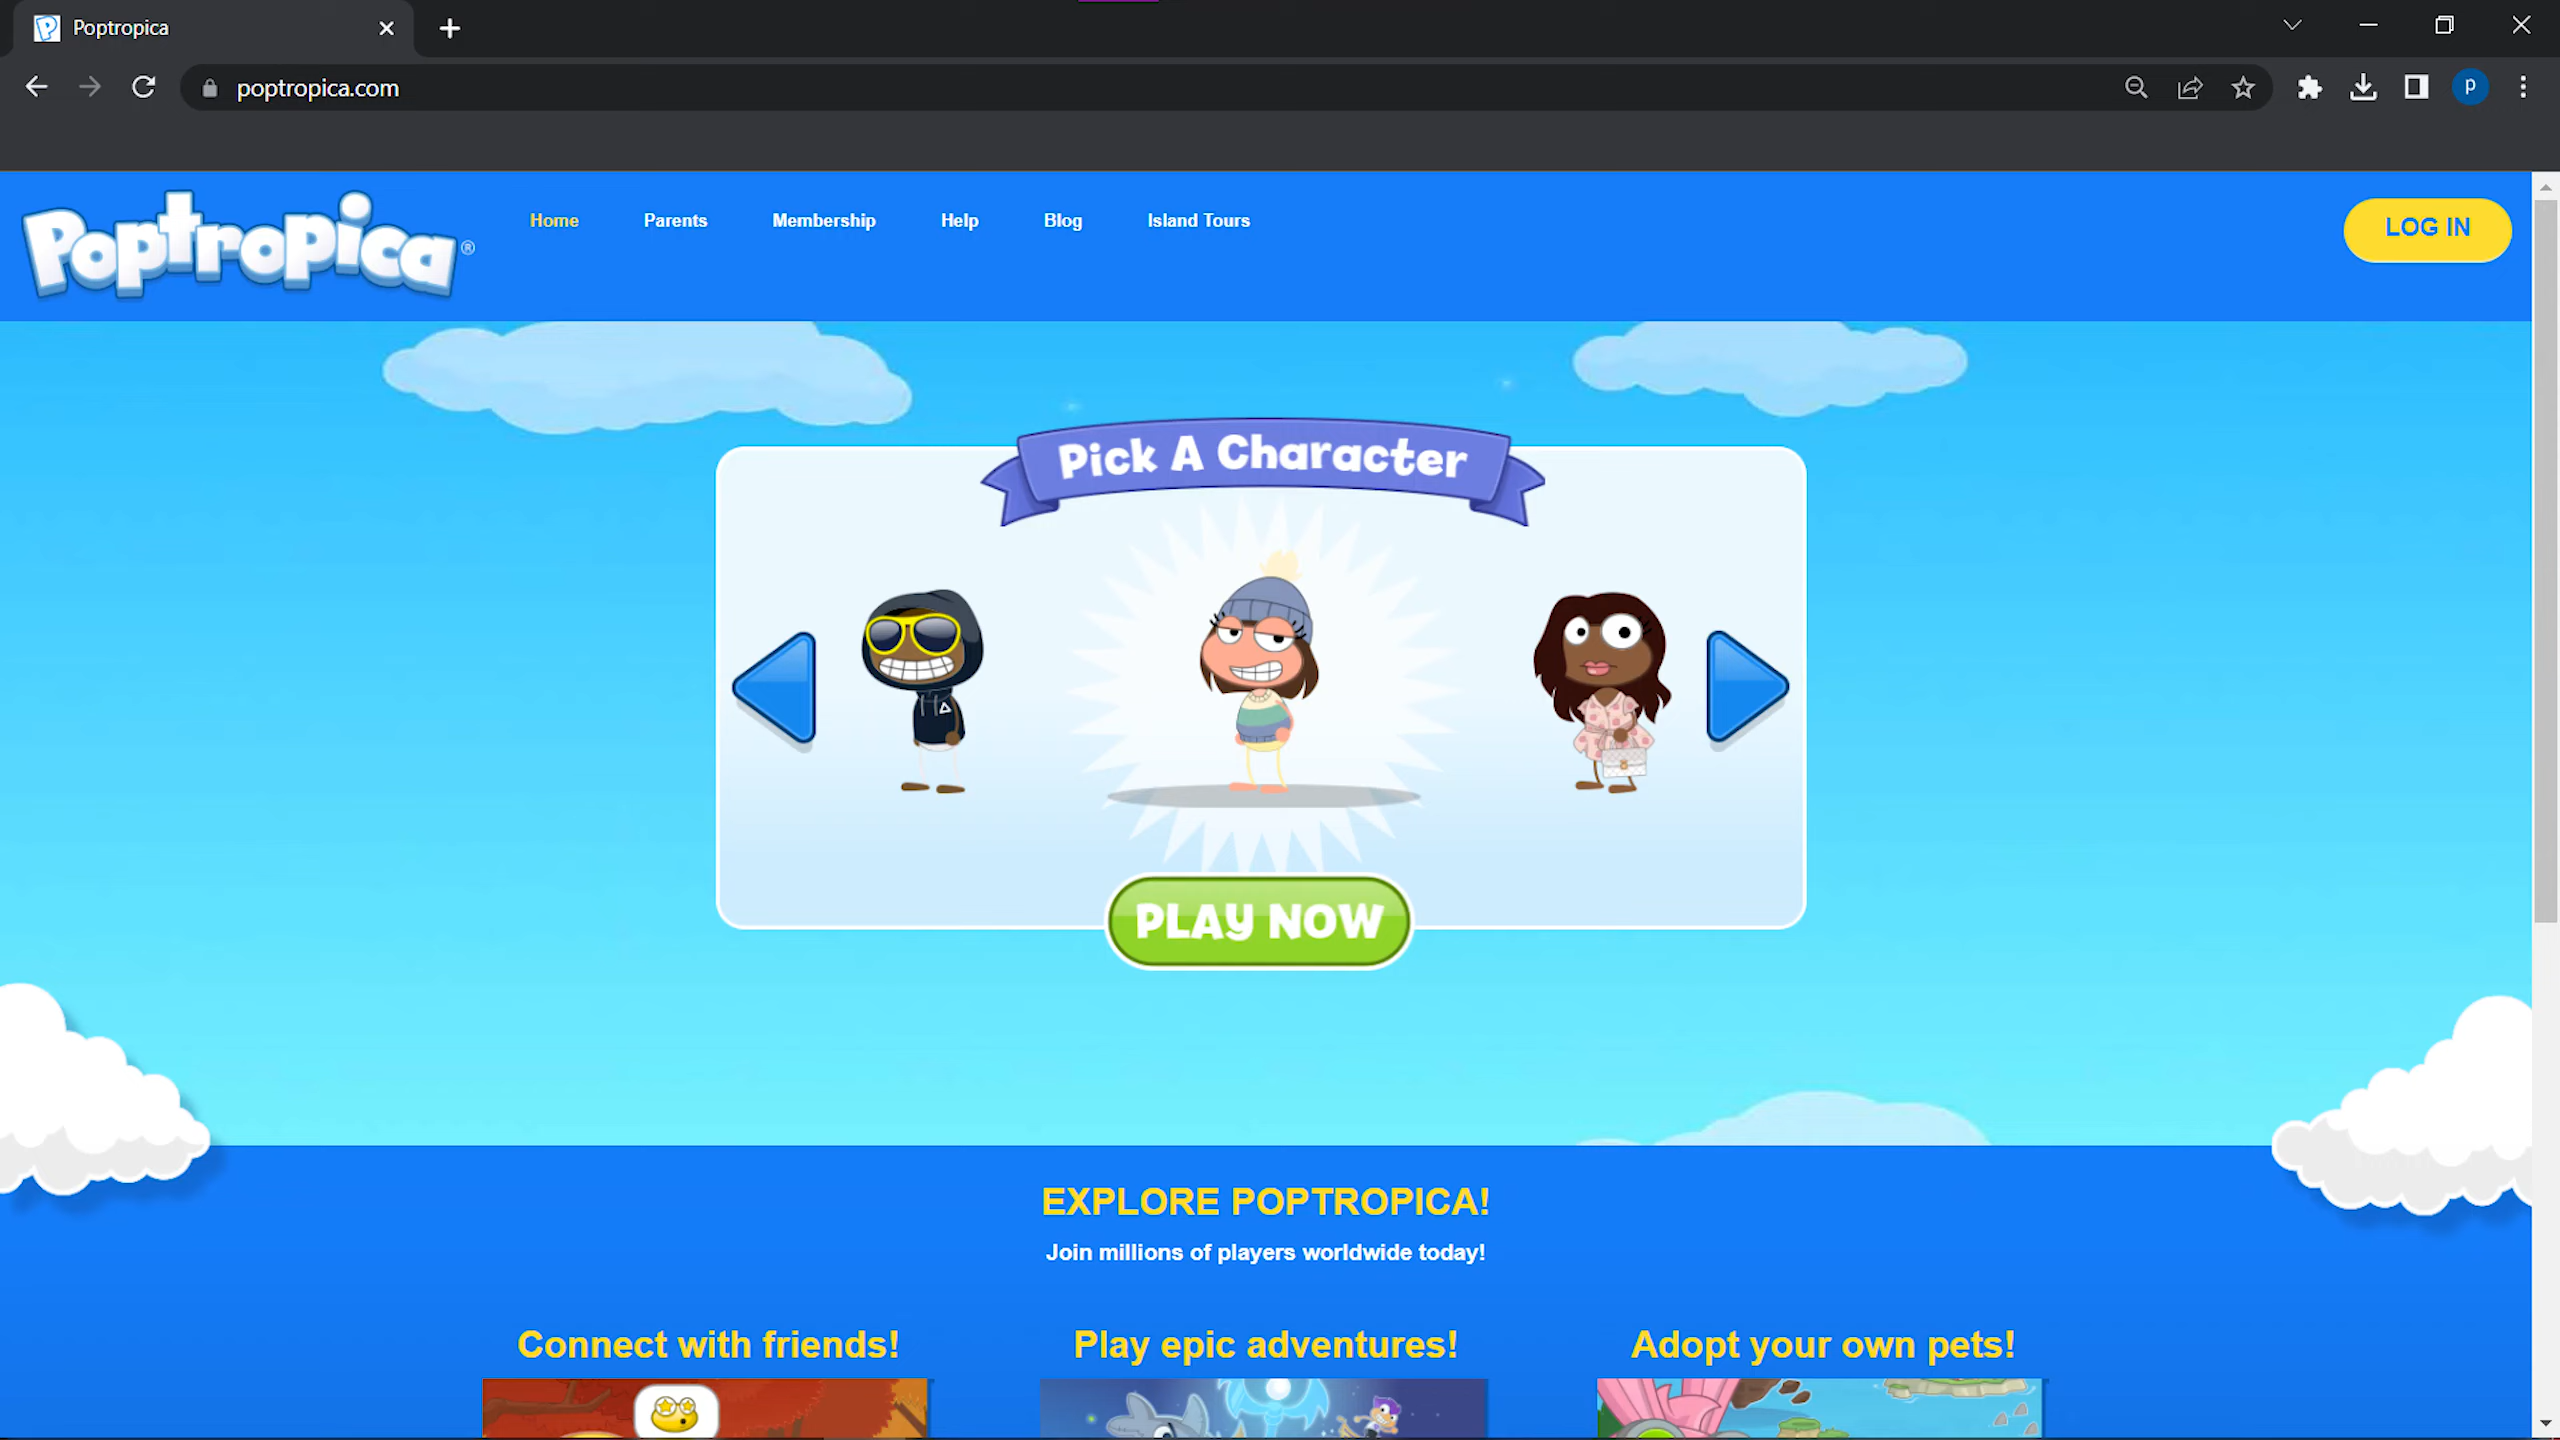 Poptropica
poptropica.com
p
Poptropica®
Home
Parents
Membership
Help
Blog
Island Tours
LOG IN
Pick A Character
PLAY NOW
EXPLORE POPTROPICA!
Join millions of players worldwide today!
Connect with friends!
Play epic adventures!
Adopt your own pets!